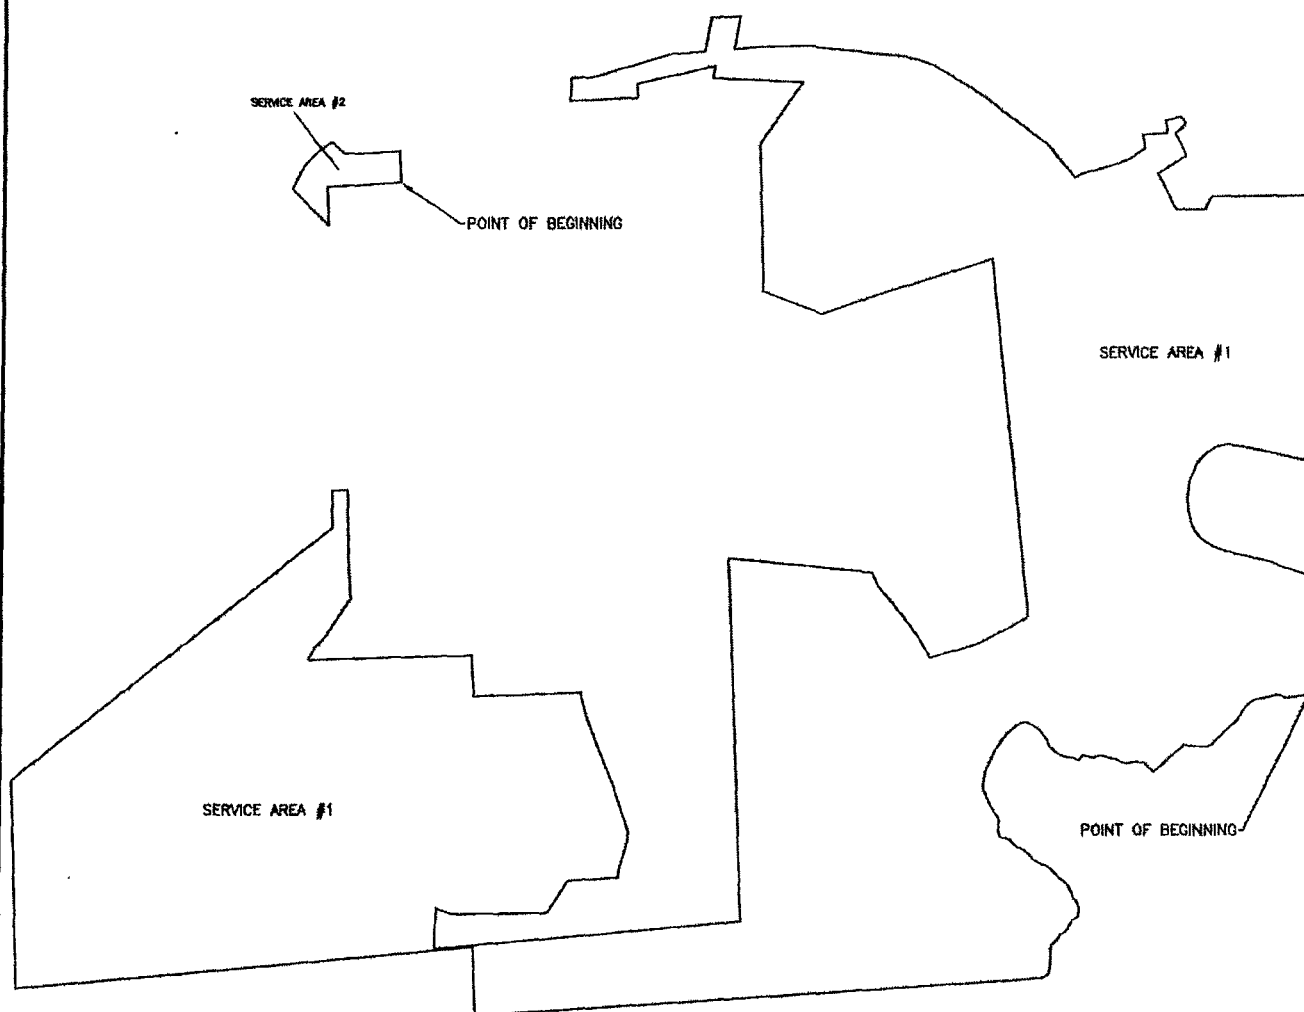 SERVICE AREA #2
POINT OF BEGINNING
SERVICE AREA #1
SERVICE AREA #1
POINT OF BEGINNING